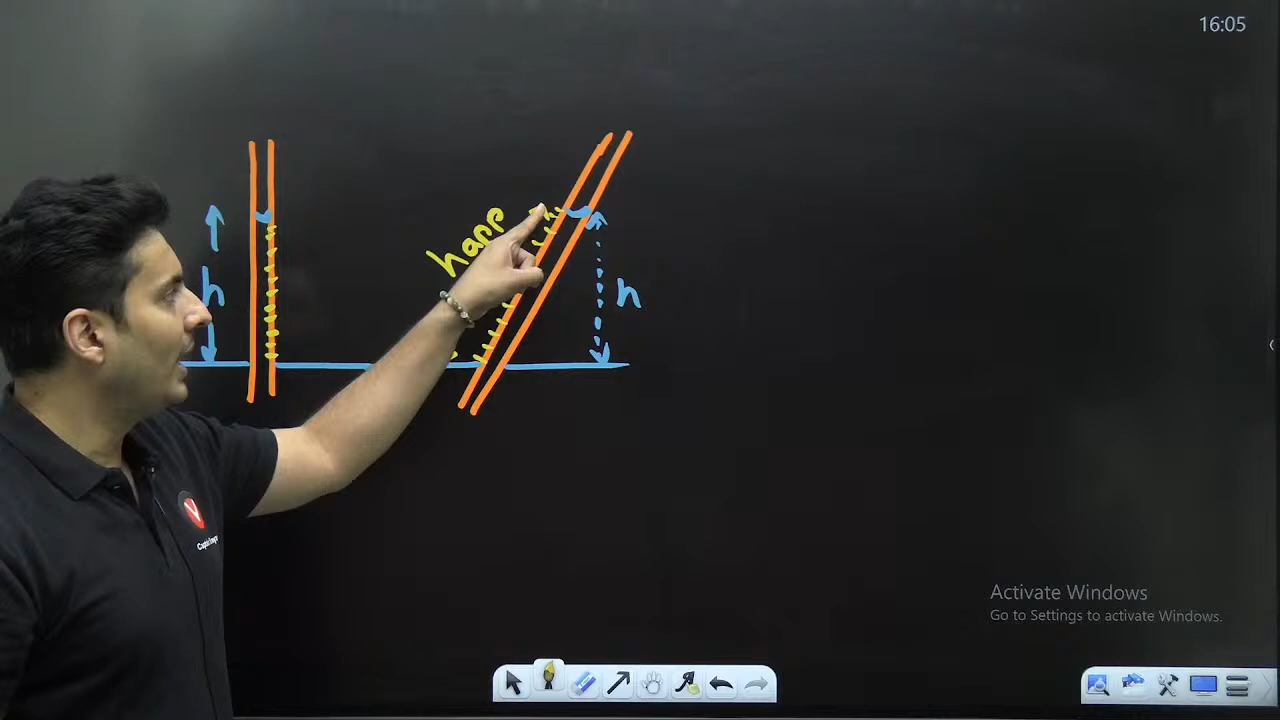 16:05
h
happ
h
Activate Windows
Go to Settings to activate Windows.